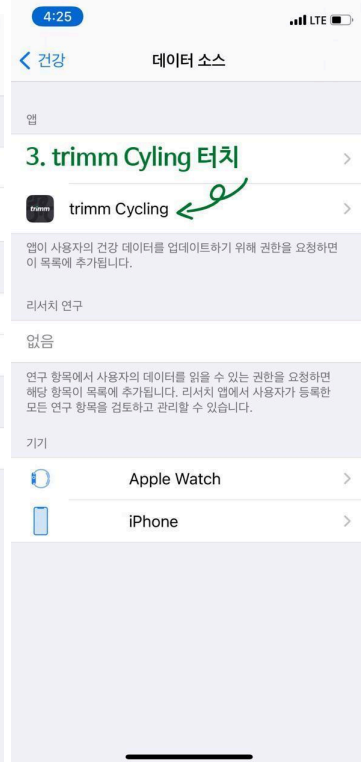 4:25
LTE
건강
데이터 소스
앱
3. trimm Cyling 터치
trimm
trimm Cycling
앱이 사용자의 건강 데이터를 업데이트하기 위해 권한을 요청하면
이 목록에 추가됩니다.
리서치 연구
없음
연구 항목에서 사용자의 데이터를 읽을 수 있는 권한을 요청하면
해당 항목이 목록에 추가됩니다. 리서치 앱에서 사용자가 등록한
모든 연구 항목을 검토하고 관리할 수 있습니다.
기기
Apple Watch
iPhone